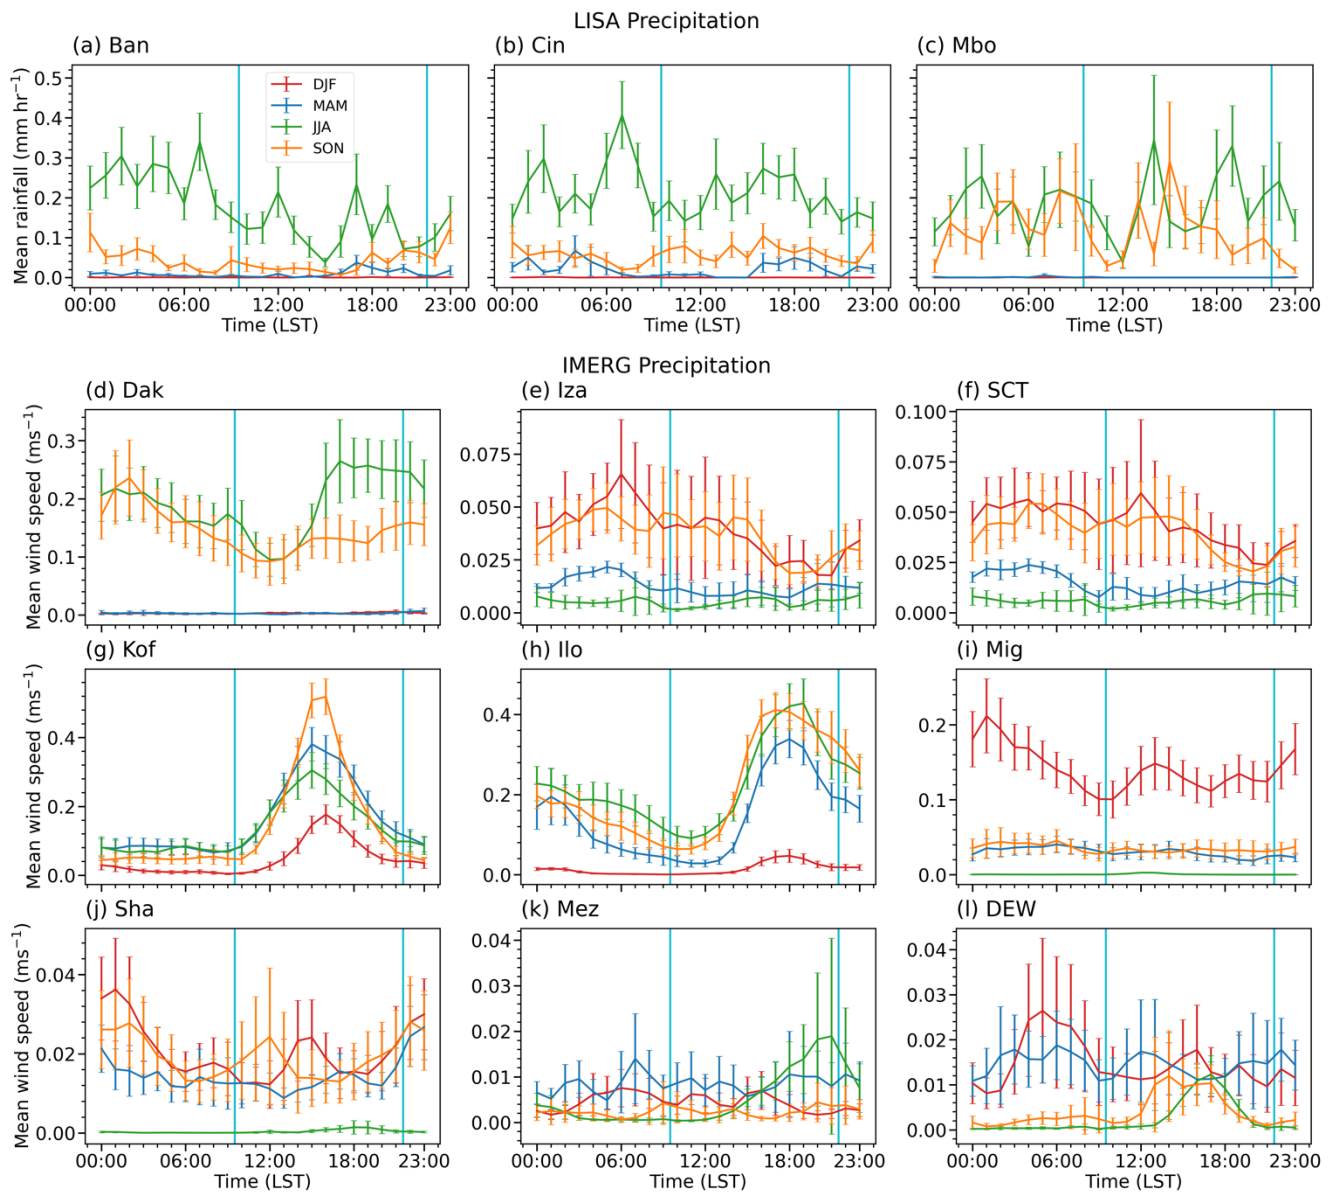 LISA Precipitation
(a) Ban
(b) Cin
(c) Mbo
Mean rainfall (mm hr⁻¹)
0.5
0.4
0.3
0.2
0.1
0.0
DJF
MAM
JJA
SON
00:00 06:00 12:00 18:00 23:00
00:00 06:00 12:00 18:00 23:00
00:00 06:00 12:00 18:00 23:00
Time (LST)
Time (LST)
Time (LST)
IMERG Precipitation
(d) Dak
(e) Iza
(f) SCT
Mean wind speed (ms⁻¹)
0.3
0.2
0.1
0.0
0.075
0.050
0.025
0.000
0.100
0.075
0.050
0.025
0.000
(g) Kof
(h) Ilo
(i) Mig
Mean wind speed (ms⁻¹)
0.4
0.2
0.0
0.4
0.2
0.0
0.2
0.1
0.0
(j) Sha
(k) Mez
(l) DEW
Mean wind speed (ms⁻¹)
0.04
0.02
0.00
0.04
0.03
0.02
0.01
0.00
0.04
0.03
0.02
0.01
0.00
00:00 06:00 12:00 18:00 23:00
00:00 06:00 12:00 18:00 23:00
00:00 06:00 12:00 18:00 23:00
Time (LST)
Time (LST)
Time (LST)